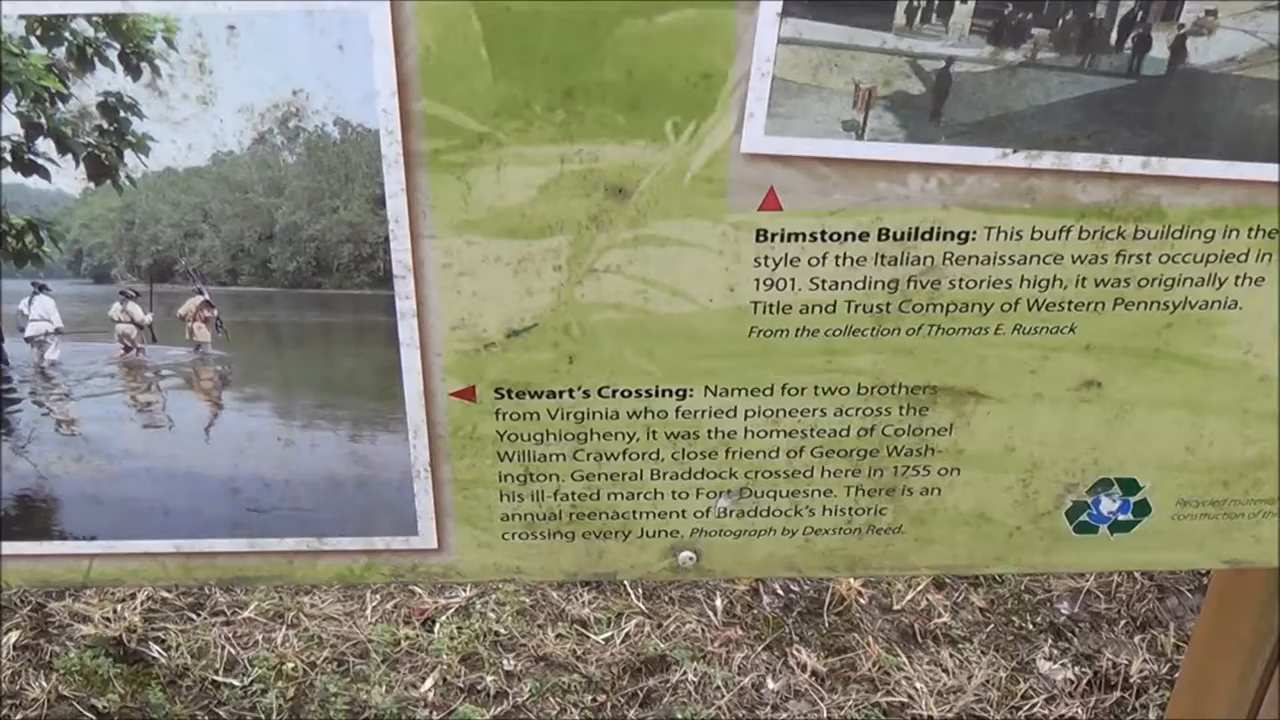 Brimstone Building: This buff brick building in the
style of the Italian Renaissance was first occupied in
1901. Standing five stories high, it was originally the
Title and Trust Company of Western Pennsylvania.
From the collection of Thomas E. Rusnack
Stewart's Crossing: Named for two brothers
from Virginia who ferried pioneers across the
Youghiogheny, it was the homestead of Colonel
William Crawford, close friend of George Wash-
ington. General Braddock crossed here in 1755 on
his ill-fated march to Fort Duquesne. There is an
annual reenactment of Braddock's historic
crossing every June. Photograph by Dexston Reed.
Recycled materia
construction of th